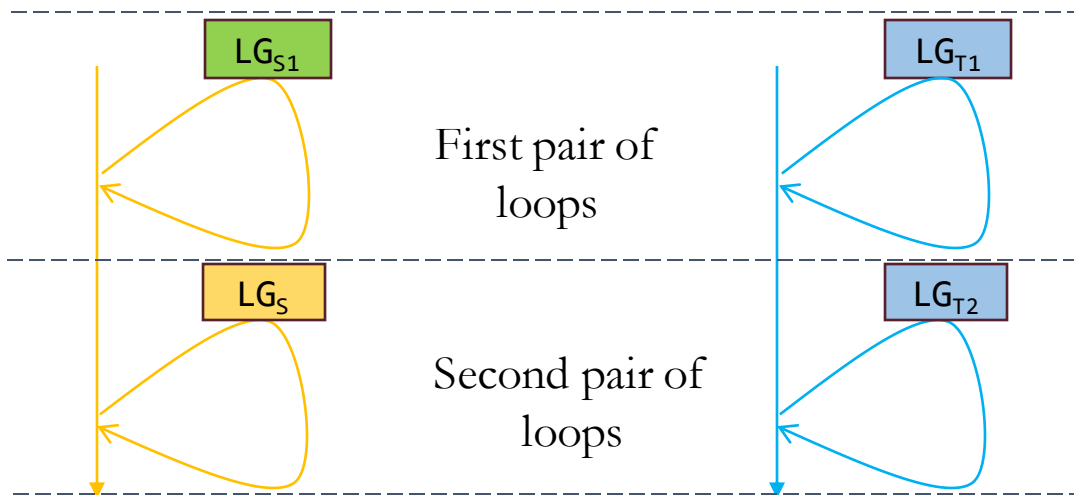 LGS1
LGT1
First pair of
loops
LGS
LGT2
Second pair of
loops